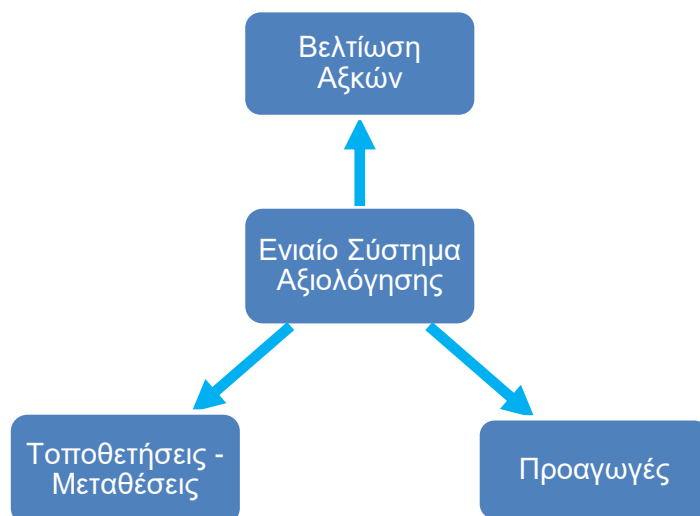 Βελτίωση
Αξκών
Ενιαίο Σύστημα
Αξιολόγησης
Τοποθετήσεις -
Μεταθέσεις
Προαγωγές